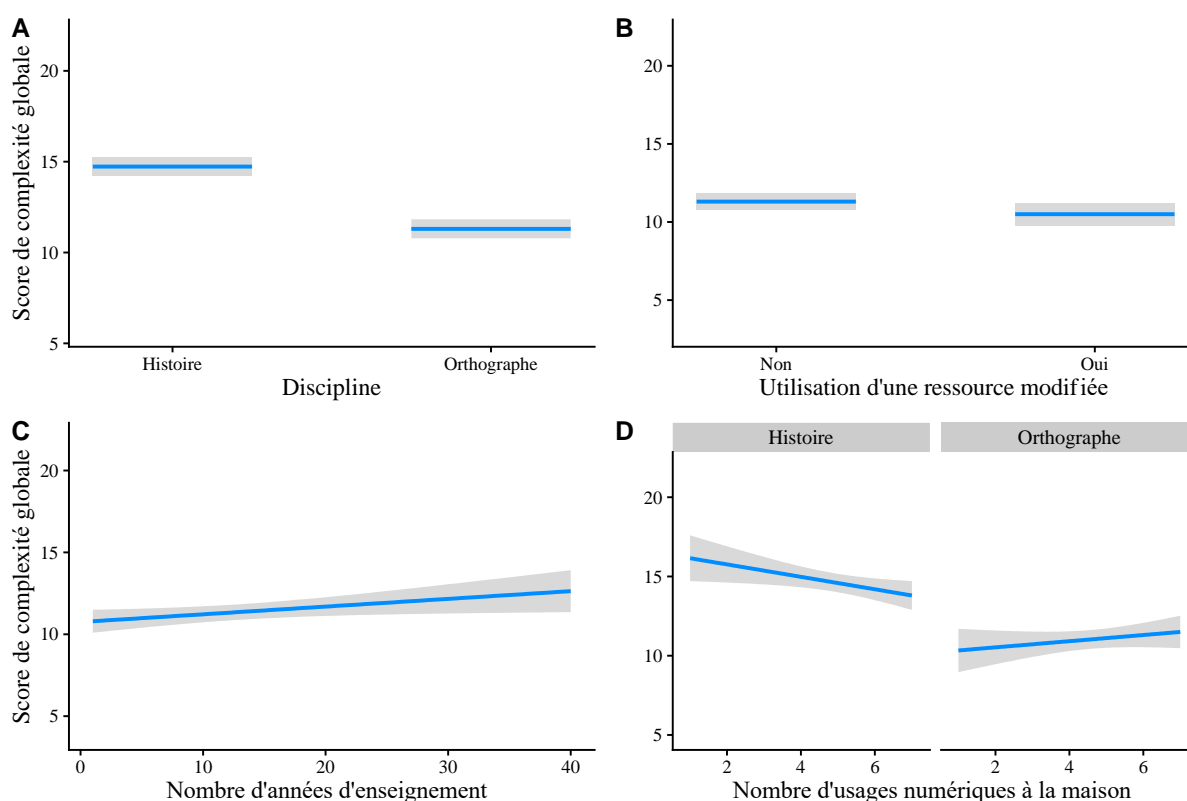 A
Score de complexité globale
20
15
10
5
Histoire
Orthographe
Discipline
B
20
15
10
5
Non
Oui
Utilisation d'une ressource modifiée
C
Score de complexité globale
20
15
10
5
0
10
20
30
40
Nombre d'années d'enseignement
D
Histoire
Orthographe
20
15
10
5
2
4
6
2
4
6
Nombre d'usages numériques à la maison